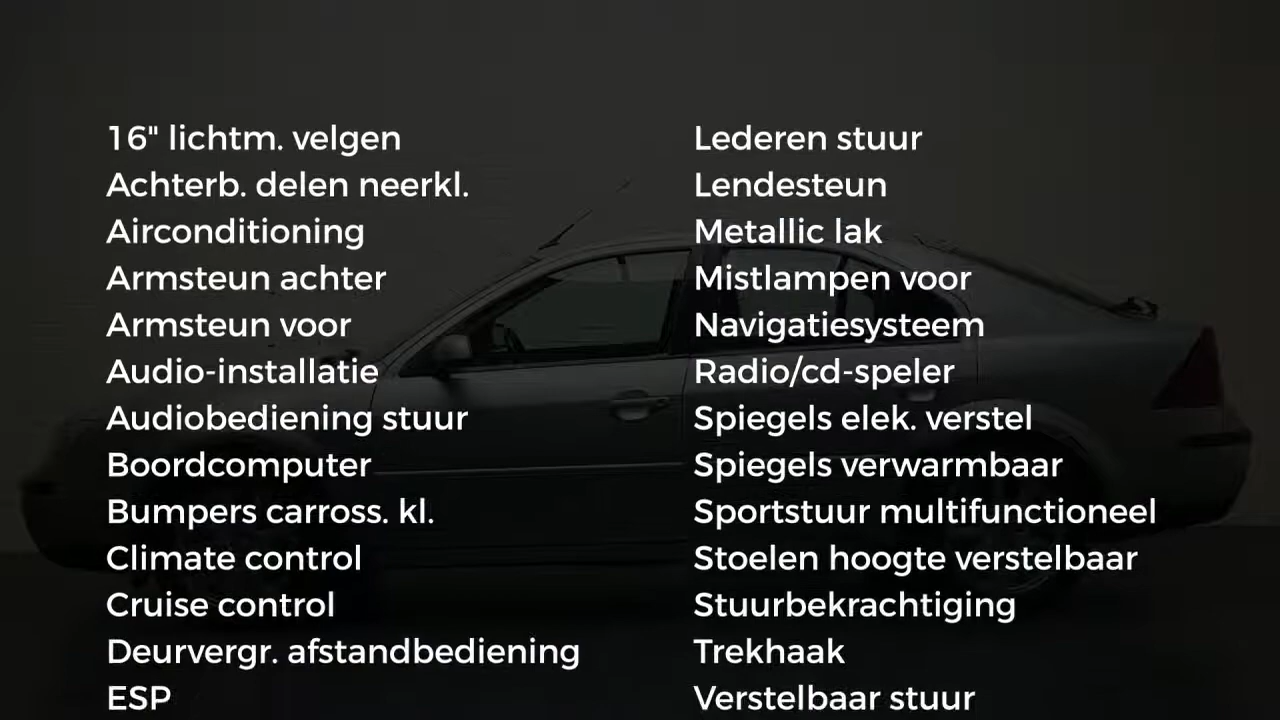 16" lichtm. velgen
Achterb. delen neerkl.
Airconditioning
Armsteun achter
Armsteun voor
Audio-installatie
Audiobediening stuur
Boordcomputer
Bumpers carross. kl.
Climate control
Cruise control
Deurvergr. afstandbediening
ESP
Lederen stuur
Lendesteun
Metallic lak
Mistlampen voor
Navigatiesysteem
Radio/cd-speler
Spiegels elek. verstel
Spiegels verwarmbaar
Sportstuur multifunctioneel
Stoelen hoogte verstelbaar
Stuurbekrachtiging
Trekhaak
Verstelbaar stuur